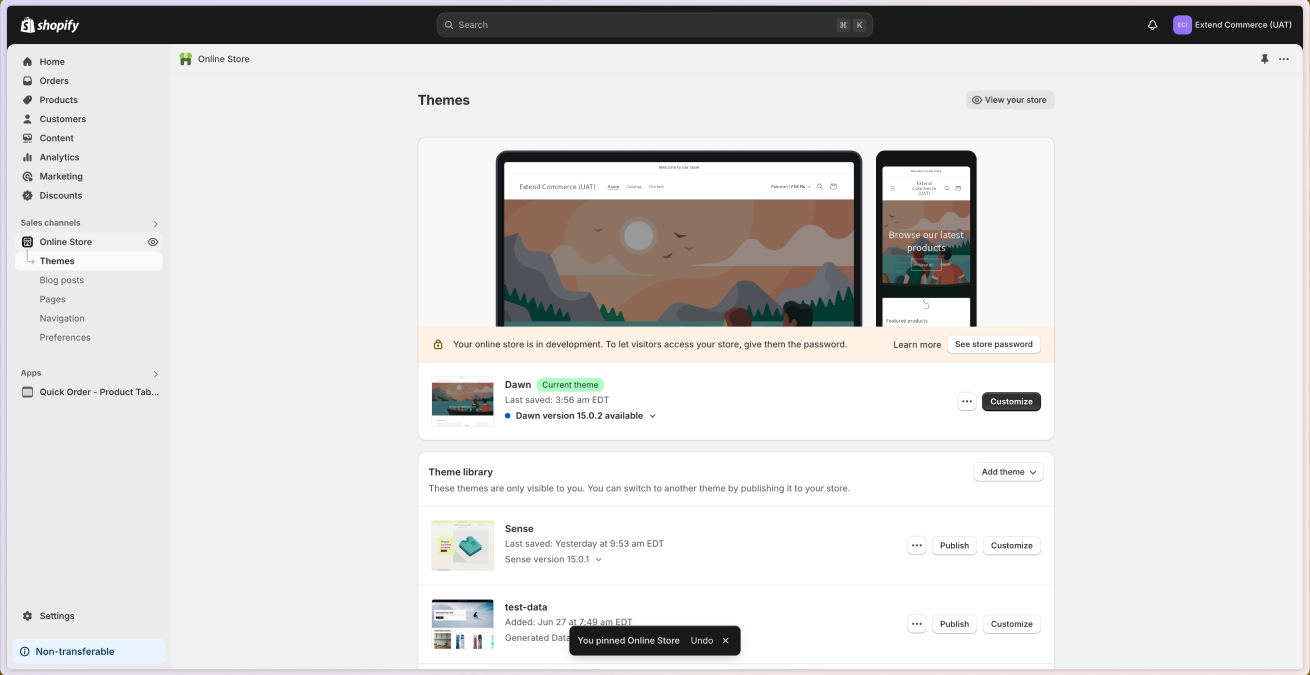 shopify
Search
⌘ K
ECI
Extend Commerce (UAT)
Home
Orders
Products
Customers
Content
Analytics
Marketing
Discounts
Sales channels
Online Store
Themes
Blog posts
Pages
Navigation
Preferences
Apps
Quick Order - Product Tab...
Settings
Non-transferable
Online Store
Themes
View your store
Welcome to our store
Extend Commerce (UAT)
Home Catalog Contact
Welcome to our store
Extend
Commerce
(UAT)
Browse our latest
products
Featured products
Your online store is in development. To let visitors access your store, give them the password.
Learn more
See store password
Dawn
Current theme
Last saved: 3:56 am EDT
Dawn version 15.0.2 available
Customize
Theme library
Add theme
These themes are only visible to you. You can switch to another theme by publishing it to your store.
Sense
Last saved: Yesterday at 9:53 am EDT
Sense version 15.0.1
Publish
Customize
test-data
Added: Jun 27 at 7:49 am EDT
Generated Data
Publish
Customize
You pinned Online Store
Undo